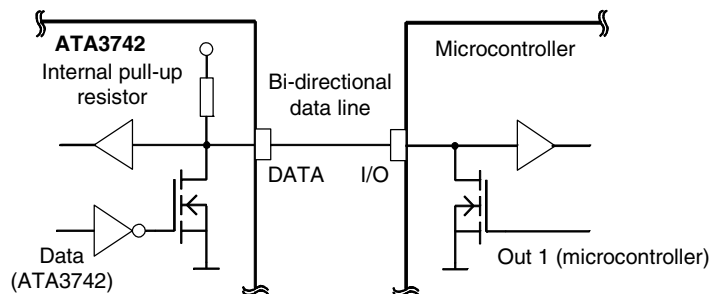 ATA3742
Internal pull-up
resistor
Bi-directional
data line
Microcontroller
DATA
I/O
Data
(ATA3742)
Out 1 (microcontroller)